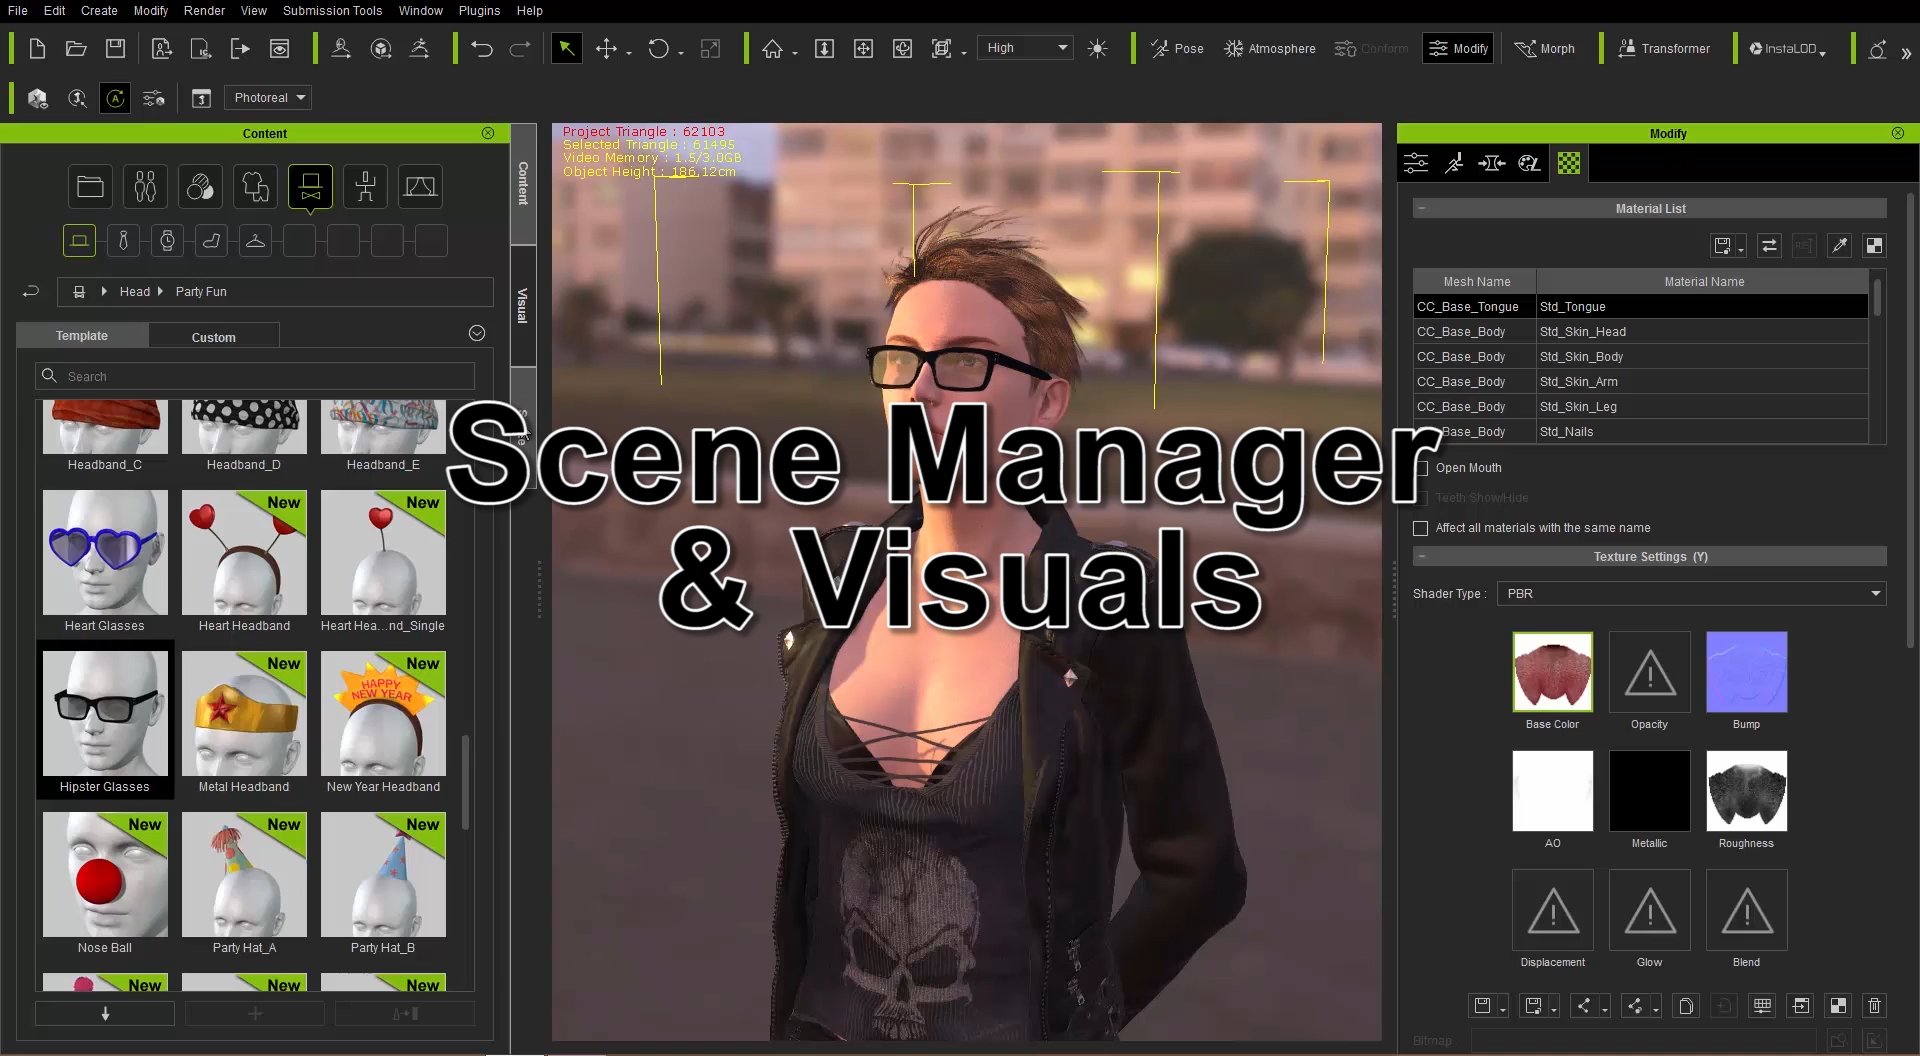 File Edit Create Modify Render View Submission Tools Window Plugins Help
High Pose Atmosphere Conform Modify Morph Transformer InstaLOD
Photoreal
Content
Head Party Fun
Template Custom
Search
Headband_C Headband_D Headband_E
New New
Heart Glasses Heart Headband Heart Hea...nd_Single
New New
HAPPY
NEW YEAR
Hipster Glasses Metal Headband New Year Headband
New New New
Nose Ball Party Hat_A Party Hat_B
New New New
Content
Visual
Project Triangle : 62103
Selected Triangle : 61495
Video Memory : 1.5/3.0GB
Object Height : 186.12cm
Scene Manager
& Visuals
Modify
Material List
Mesh Name Material Name
CC_Base_Tongue Std_Tongue
CC_Base_Body Std_Skin_Head
CC_Base_Body Std_Skin_Body
CC_Base_Body Std_Skin_Arm
CC_Base_Body Std_Skin_Leg
Base_Body Std_Nails
Open Mouth
Teeth Show/Hide
Affect all materials with the same name
Texture Settings (Y)
Shader Type : PBR
Base Color Opacity Bump
AO Metallic Roughness
Displacement Glow Blend
Bitmap